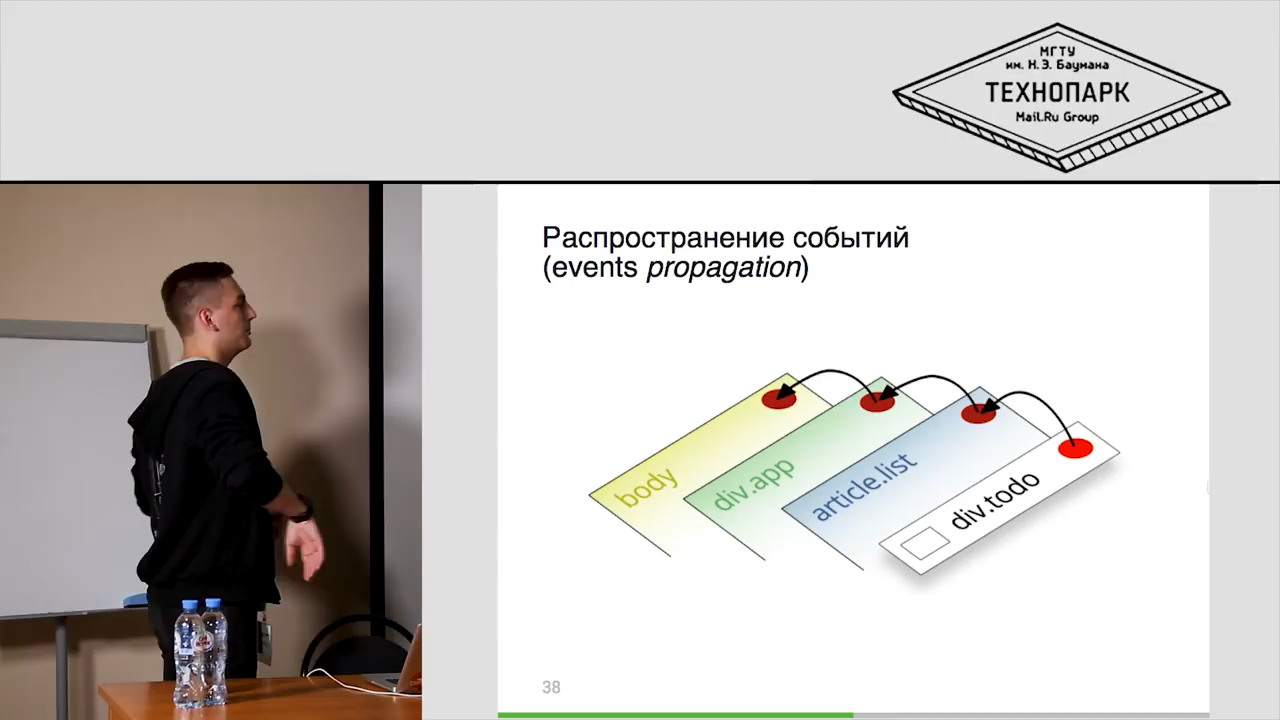 МГТУ
им. Н.Э. Баумана
ТЕХНОПАРК
Mail.Ru Group
Распространение событий
(events propagation)
body
div.app
article.list
div.todo
38